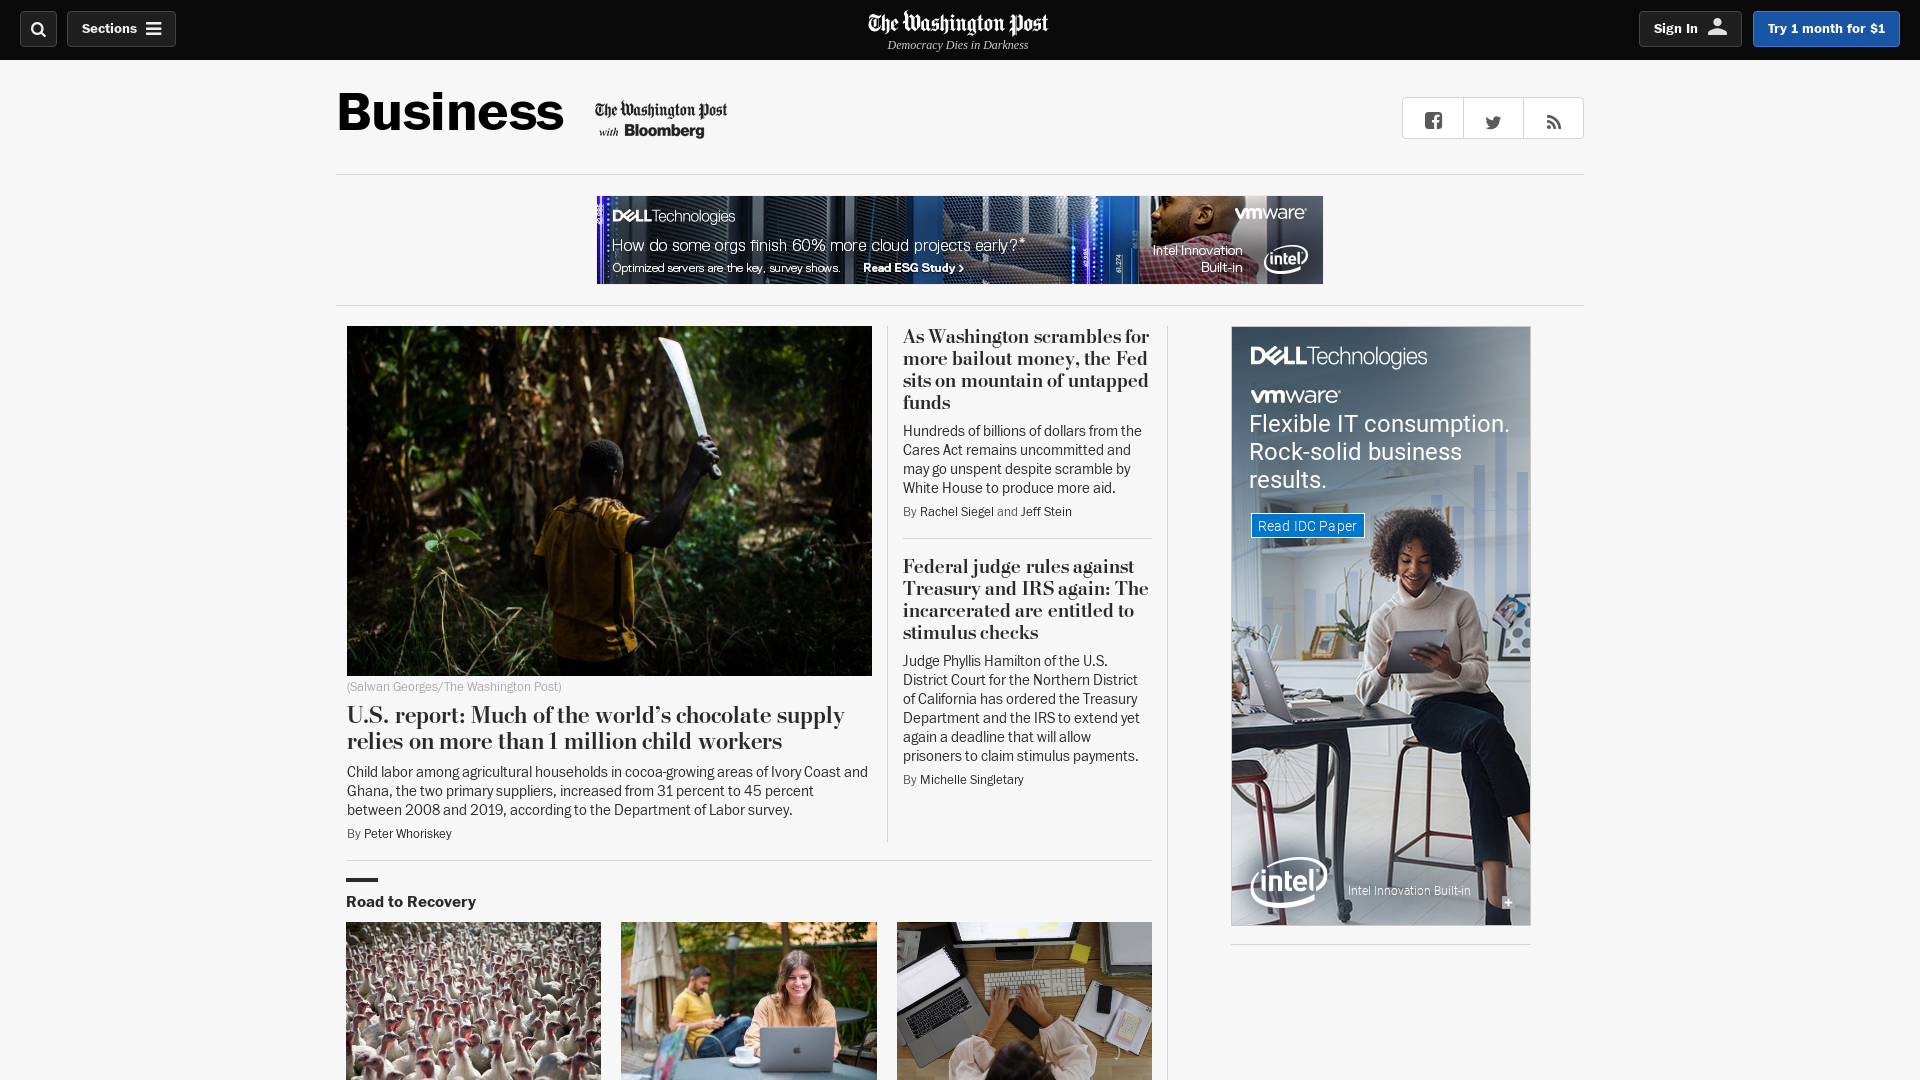 Sections
The Washington Post
Democracy Dies in Darkness
Sign In
Try 1 month for $1
Business
The Washington Post
with Bloomberg
DELLTechnologies
How do some orgs finish 60% more cloud projects early?*
Optimized servers are the key, survey shows.
Read ESG Study >
vmware®
Intel Innovation
Built-in
intel
(Salwan Georges/The Washington Post)
U.S. report: Much of the world’s chocolate supply
relies on more than 1 million child workers
Child labor among agricultural households in cocoa-growing areas of Ivory Coast and
Ghana, the two primary suppliers, increased from 31 percent to 45 percent
between 2008 and 2019, according to the Department of Labor survey.
By Peter Whoriskey
As Washington scrambles for
more bailout money, the Fed
sits on mountain of untapped
funds
Hundreds of billions of dollars from the
Cares Act remains uncommitted and
may go unspent despite scramble by
White House to produce more aid.
By Rachel Siegel and Jeff Stein
Federal judge rules against
Treasury and IRS again: The
incarcerated are entitled to
stimulus checks
Judge Phyllis Hamilton of the U.S.
District Court for the Northern District
of California has ordered the Treasury
Department and the IRS to extend yet
again a deadline that will allow
prisoners to claim stimulus payments.
By Michelle Singletary
DELLTechnologies
vmware®
Flexible IT consumption.
Rock-solid business
results.
Read IDC Paper
intel
Intel Innovation Built-in
Road to Recovery